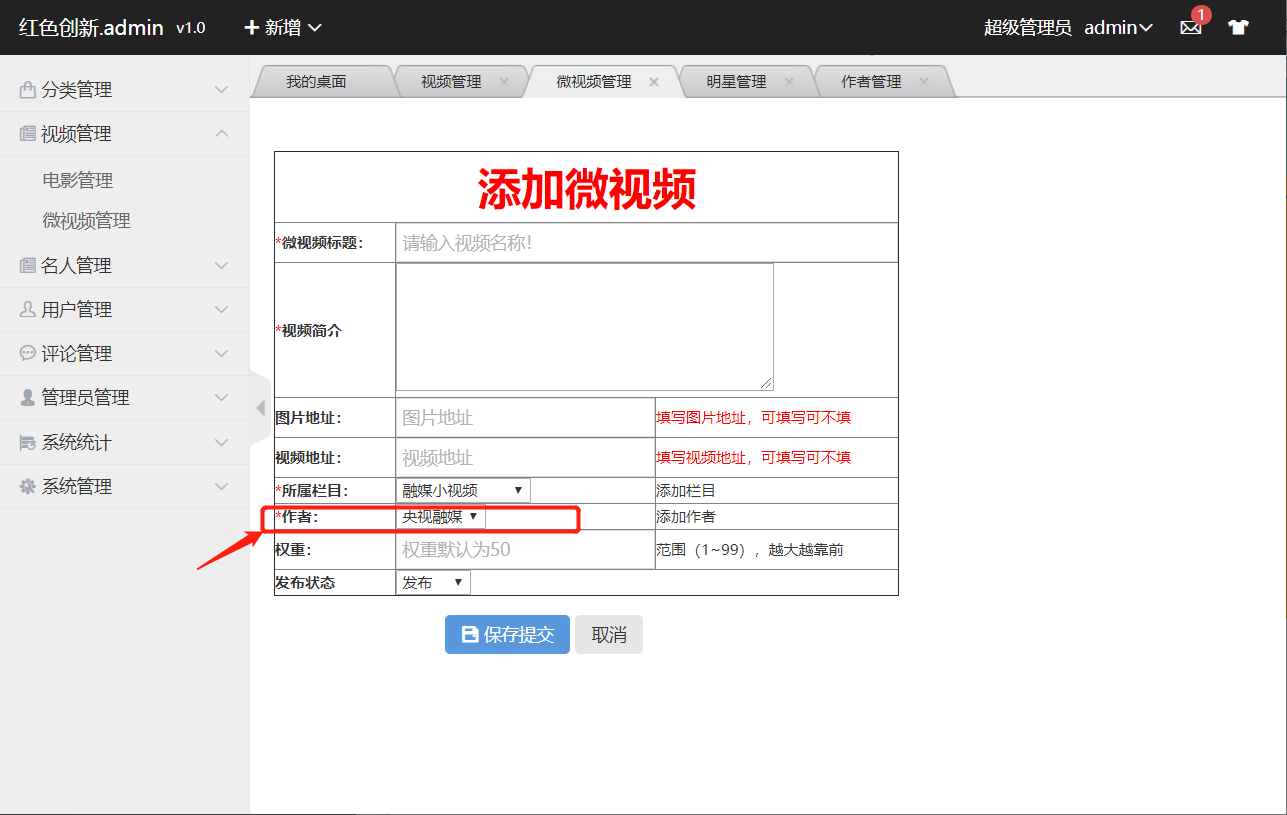 红色创新.admin v1.0 新增 超级管理员 admin 1
我的桌面 视频管理 微视频管理 明星管理 作者管理
分类管理
视频管理
电影管理
微视频管理
名人管理
用户管理
评论管理
管理员管理
系统统计
系统管理
添加微视频
*微视频标题： 请输入视频名称！
*视频简介
图片地址： 图片地址 填写图片地址，可填写可不填
视频地址： 视频地址 填写视频地址，可填写可不填
*所属栏目： 融媒小视频 添加栏目
*作者： 央视融媒 添加作者
权重： 权重默认为50 范围（1~99），越大越靠前
发布状态 发布
保存提交 取消